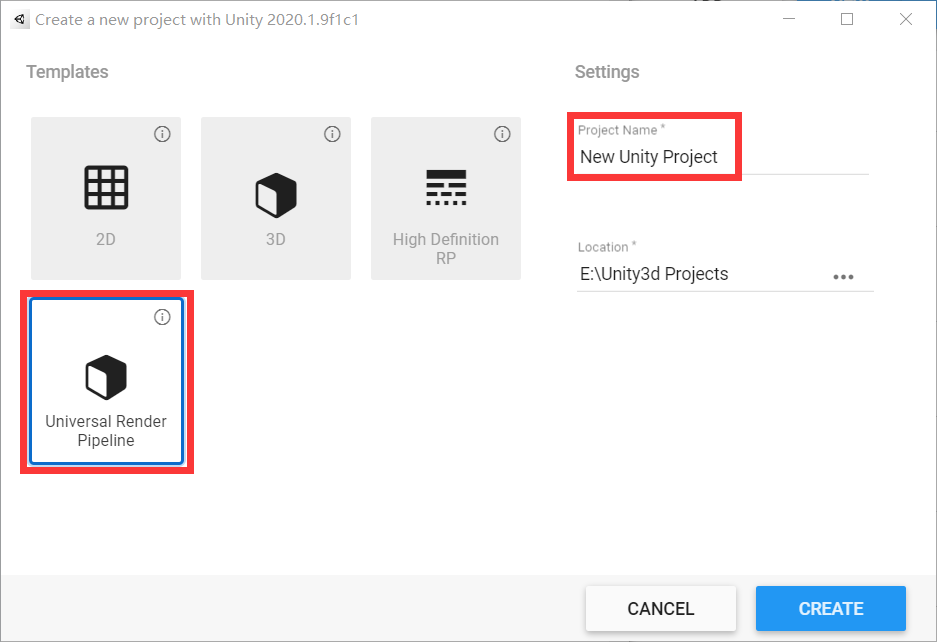 Create a new project with Unity 2020.1.9f1c1
Templates
Settings
2D
3D
High Definition
RP
Universal Render
Pipeline
Project Name *
New Unity Project
Location *
E:\Unity3d Projects
CANCEL
CREATE